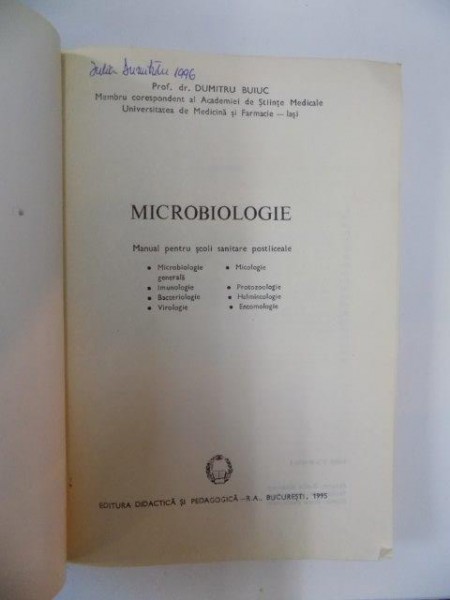 Dumitru 1996
Prof. dr. DUMITRU BUIUC
Membru corespondent al Academiei de Științe Medicale
Universitatea de Medicină și Farmacie — Iași
MICROBIOLOGIE
Manual pentru școli sanitare postliceale
• Microbiologie generală
• Imunologie
• Bacteriologie
• Virologie
• Micologie
• Protozoologie
• Helmintologie
• Entomologie
EDITURA DIDACTICĂ ȘI PEDAGOGICĂ —R.A., BUCUREȘTI, 1995